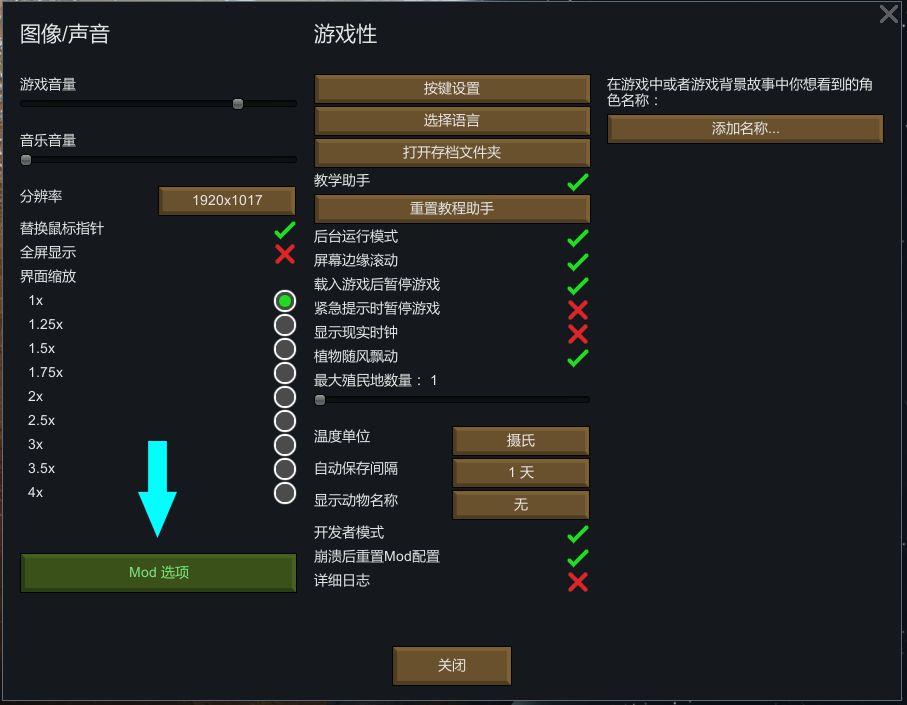 图像/声音
游戏音量
音乐音量
分辨率
1920x1017
替换鼠标指针
全屏显示
界面缩放
1x
1.25x
1.5x
1.75x
2x
2.5x
3x
3.5x
4x
Mod 选项
游戏性
按键设置
选择语言
打开存档文件夹
教学助手
重置教程助手
后台运行模式
屏幕边缘滚动
载入游戏后暂停游戏
紧急提示时暂停游戏
显示现实时钟
植物随风飘动
最大殖民地数量： 1
温度单位
摄氏
自动保存间隔
1 天
显示动物名称
无
开发者模式
崩溃后重置Mod配置
详细日志
在游戏中或者游戏背景故事中你想看到的角
色名称：
添加名称...
关闭